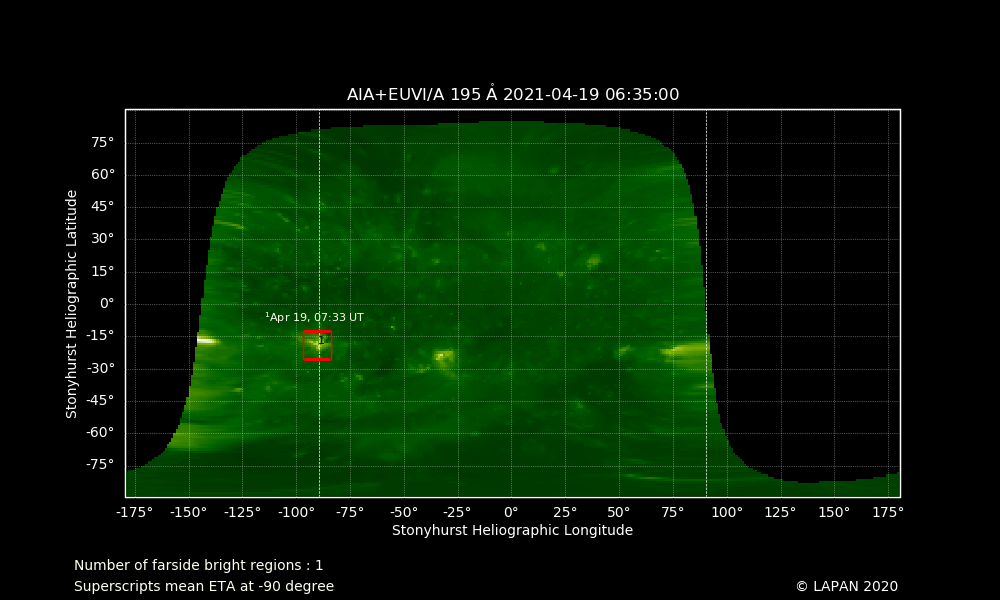 AIA+EUVI/A 195 Å 2021-04-19 06:35:00
75°
60°
45°
30°
15°
0°
-15°
-30°
-45°
-60°
-75°
Stonyhurst Heliographic Latitude
¹Apr 19, 07:33 UT
1
-175° -150° -125° -100° -75° -50° -25° 0° 25° 50° 75° 100° 125° 150° 175°
Stonyhurst Heliographic Longitude
Number of farside bright regions : 1
Superscripts mean ETA at -90 degree
© LAPAN 2020